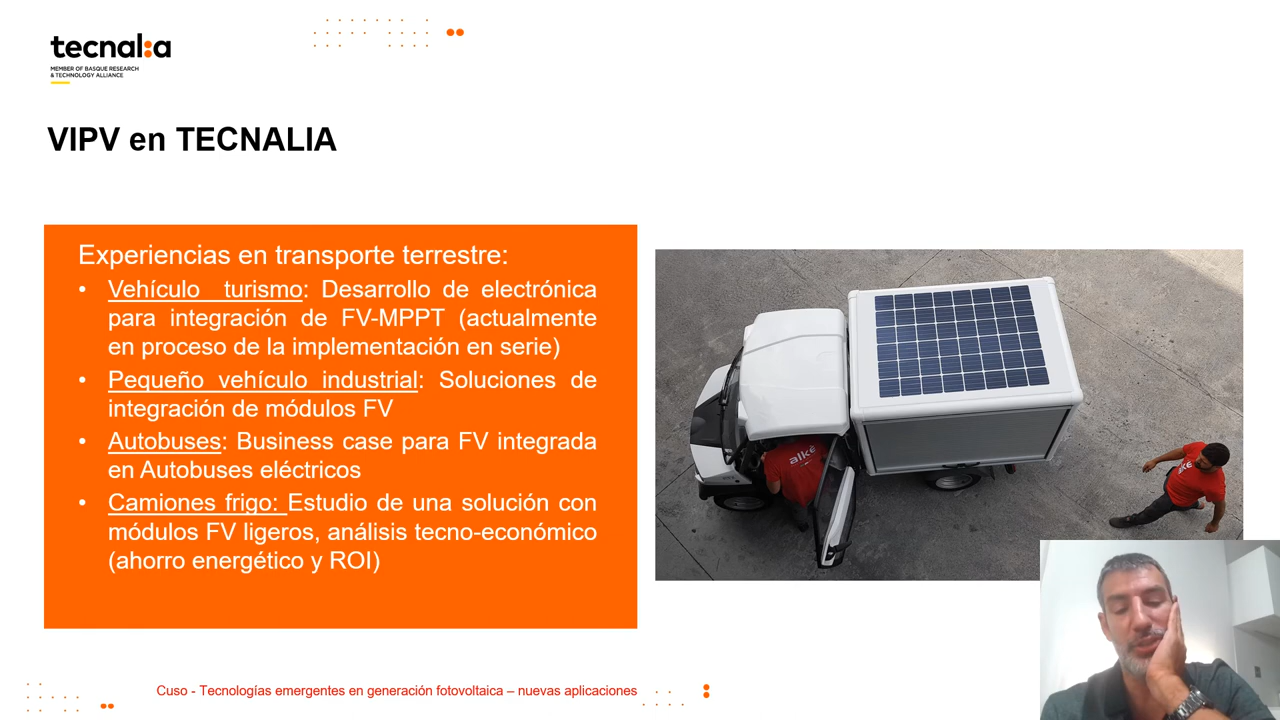 tecnalia
MEMBER OF BASQUE RESEARCH
& TECHNOLOGY ALLIANCE
VIPV en TECNALIA
Experiencias en transporte terrestre:
• Vehículo turismo: Desarrollo de electrónica
para integración de FV-MPPT (actualmente
en proceso de la implementación en serie)
• Pequeño vehículo industrial: Soluciones de
integración de módulos FV
• Autobuses: Business case para FV integrada
en Autobuses eléctricos
• Camiones frigo: Estudio de una solución con
módulos FV ligeros, análisis tecno-económico
(ahorro energético y ROI)
alkè
alkè
Cuso - Tecnologías emergentes en generación fotovoltaica – nuevas aplicaciones